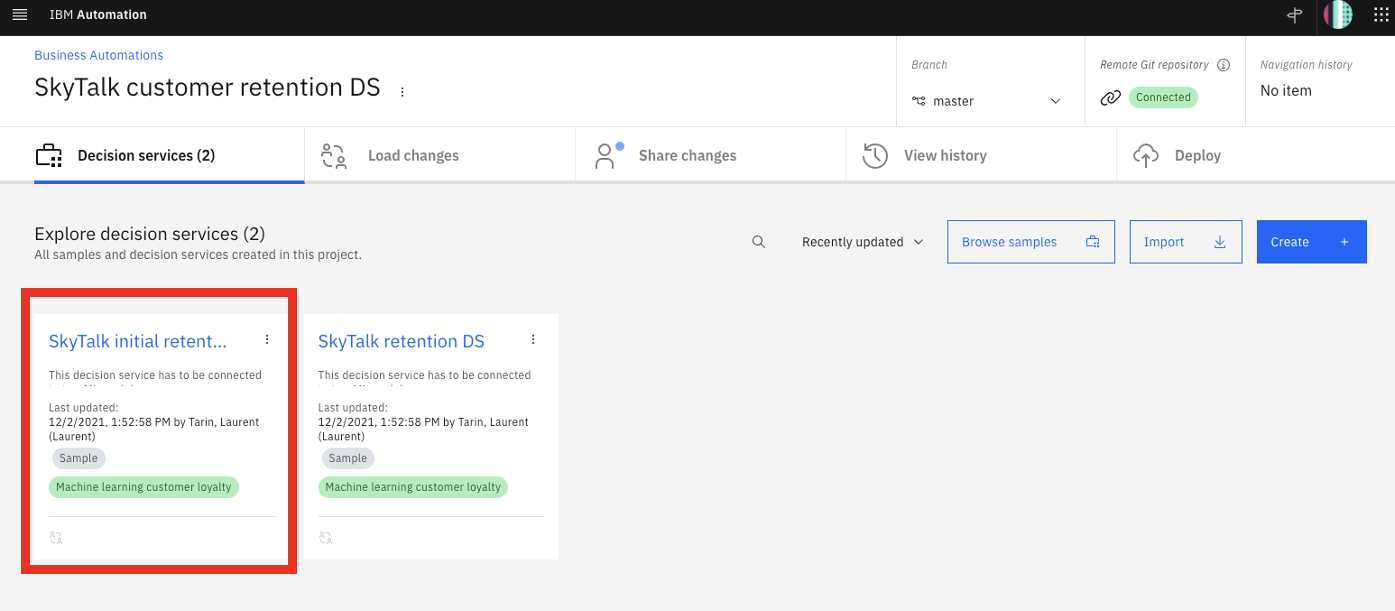 IBM Automation
Business Automations
SkyTalk customer retention DS
Branch
master
Remote Git repository
Connected
Navigation history
No item
Decision services (2)
Load changes
Share changes
View history
Deploy
Explore decision services (2)
All samples and decision services created in this project.
Recently updated
Browse samples
Import
Create
SkyTalk initial retent...
This decision service has to be connected
Last updated:
12/2/2021, 1:52:58 PM by Tarin, Laurent
(Laurent)
Sample
Machine learning customer loyalty
SkyTalk retention DS
This decision service has to be connected
Last updated:
12/2/2021, 1:52:58 PM by Tarin, Laurent
(Laurent)
Sample
Machine learning customer loyalty